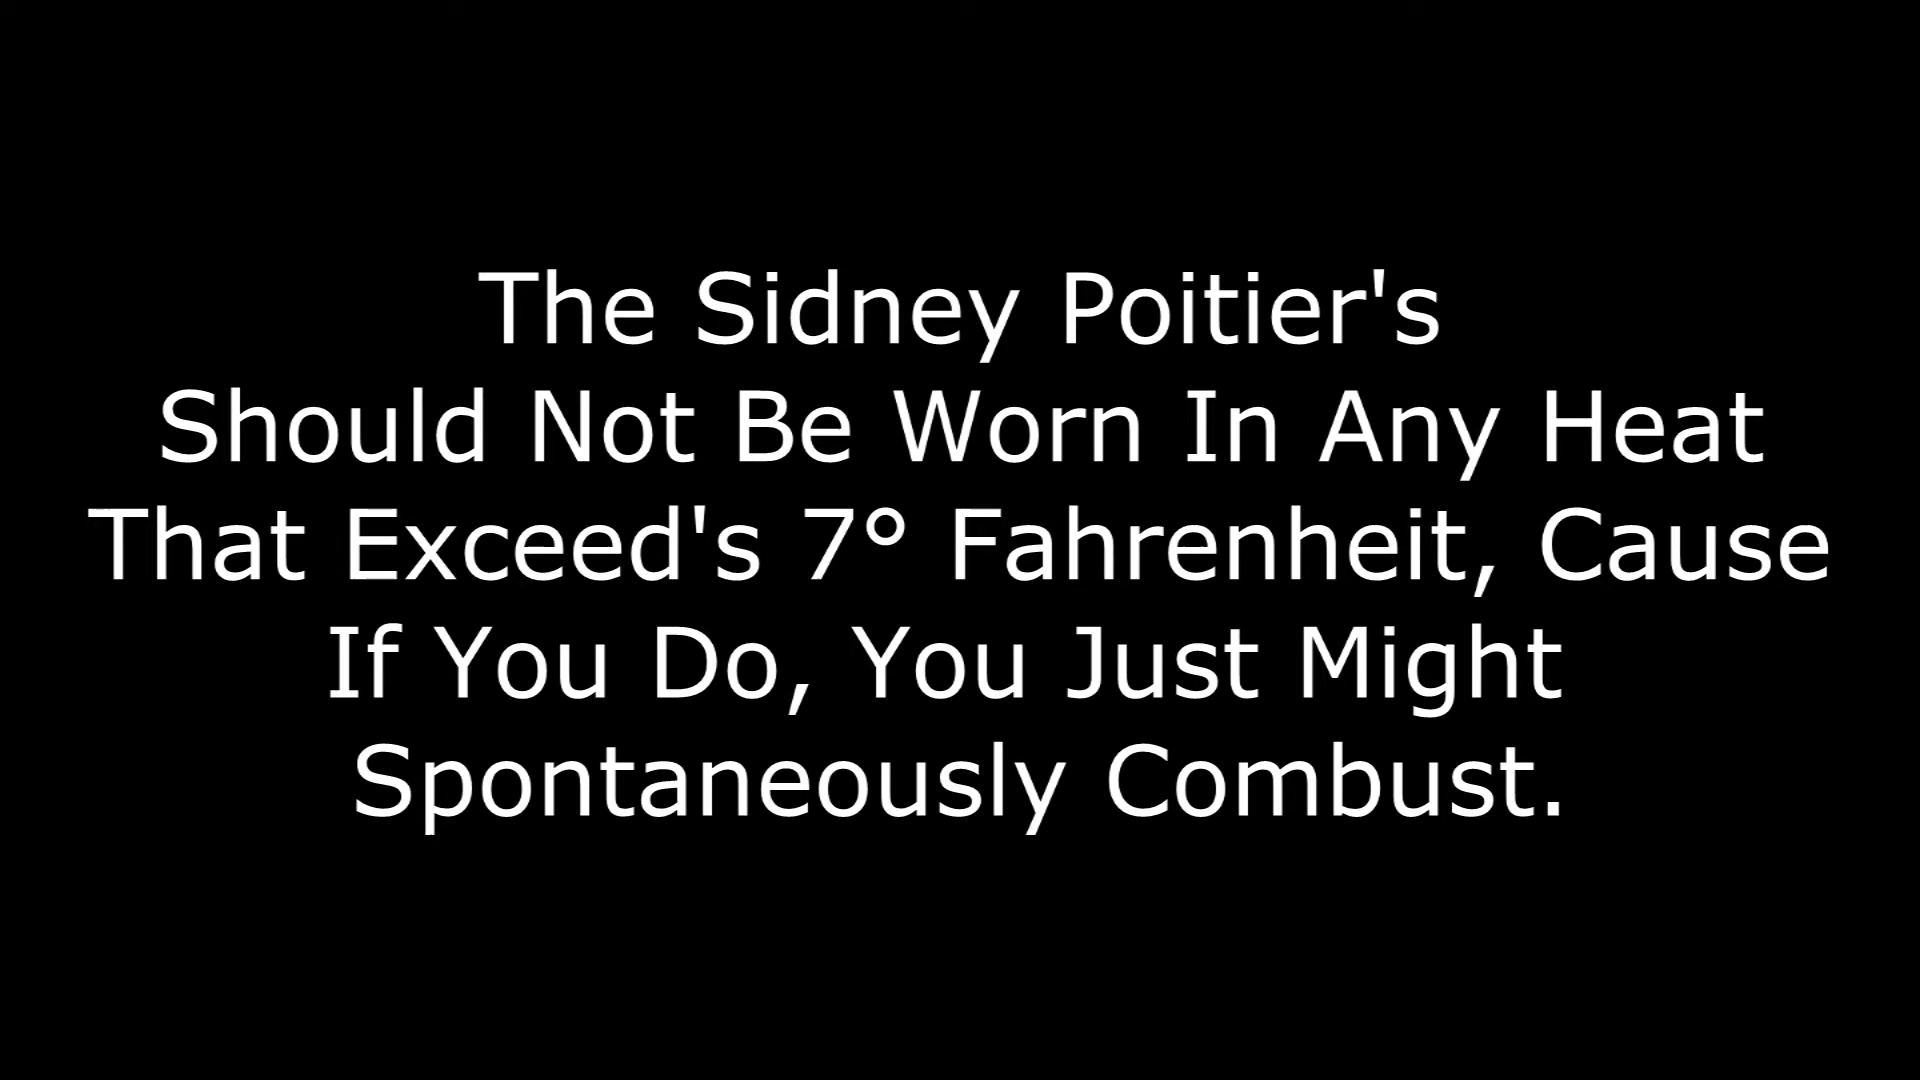 The Sidney Poitier's
Should Not Be Worn In Any Heat
That Exceed's 7° Fahrenheit, Cause
If You Do, You Just Might
Spontaneously Combust.